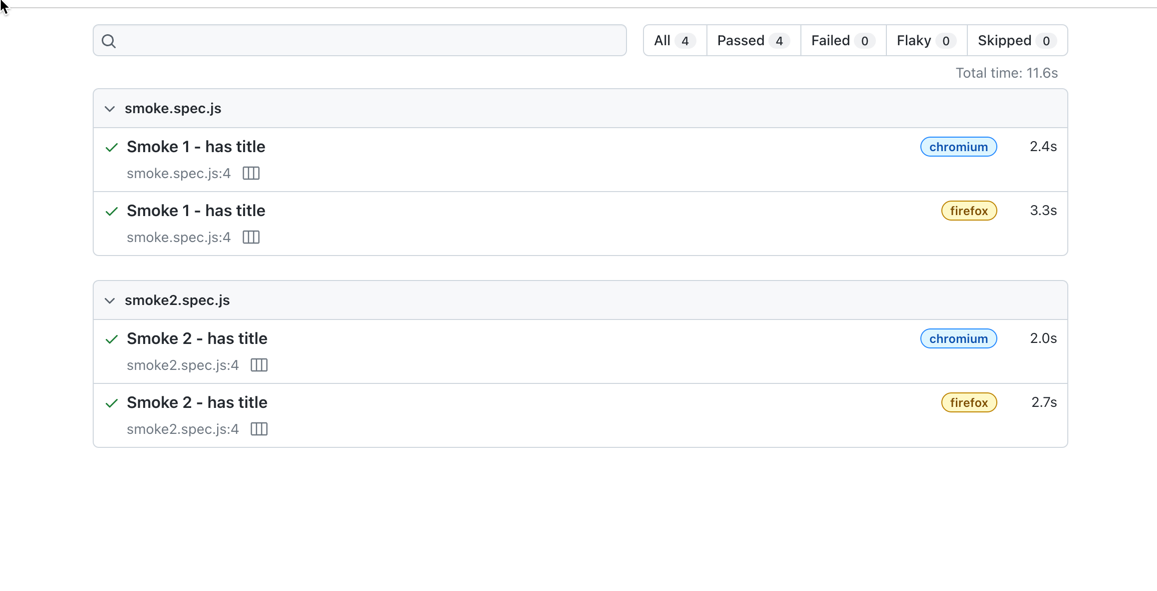 All 4 Passed 4 Failed 0 Flaky 0 Skipped 0
Total time: 11.6s
smoke.spec.js
Smoke 1 - has title chromium 2.4s
smoke.spec.js:4
Smoke 1 - has title firefox 3.3s
smoke.spec.js:4
smoke2.spec.js
Smoke 2 - has title chromium 2.0s
smoke2.spec.js:4
Smoke 2 - has title firefox 2.7s
smoke2.spec.js:4